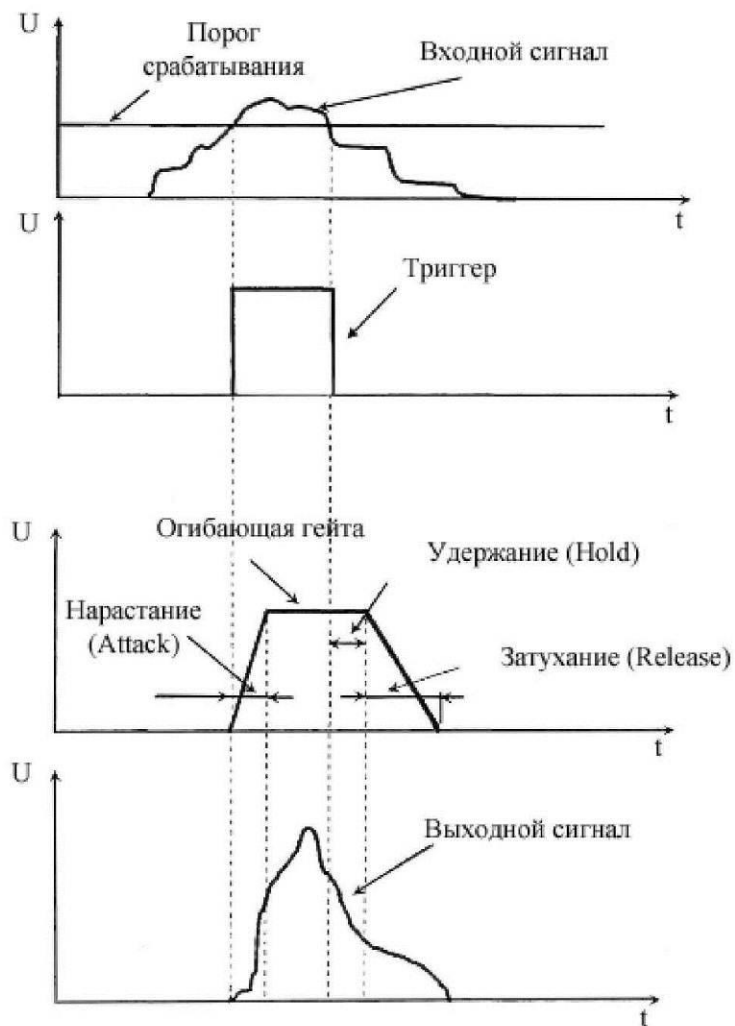 U
Порог
срабатывания
Входной сигнал
t
U
Триггер
t
U
Огибающая гейта
Удержание (Hold)
Нарастание
(Attack)
Затухание (Release)
t
U
Выходной сигнал
t